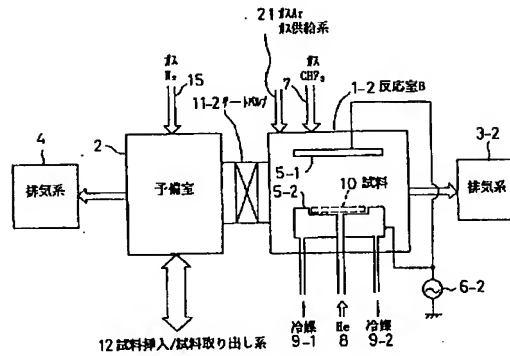 21 ガスAr
ガス供給系
ガス
N₂
15
7
ガス
CHF₃
1-2 反応室B
11-2 ゲートバルブ
4
2
5-1
3-2
排気系
予備室
5-2
10 試料
排気系
6-2
12 試料挿入/試料取り出し系
冷媒
9-1
He
8
冷媒
9-2